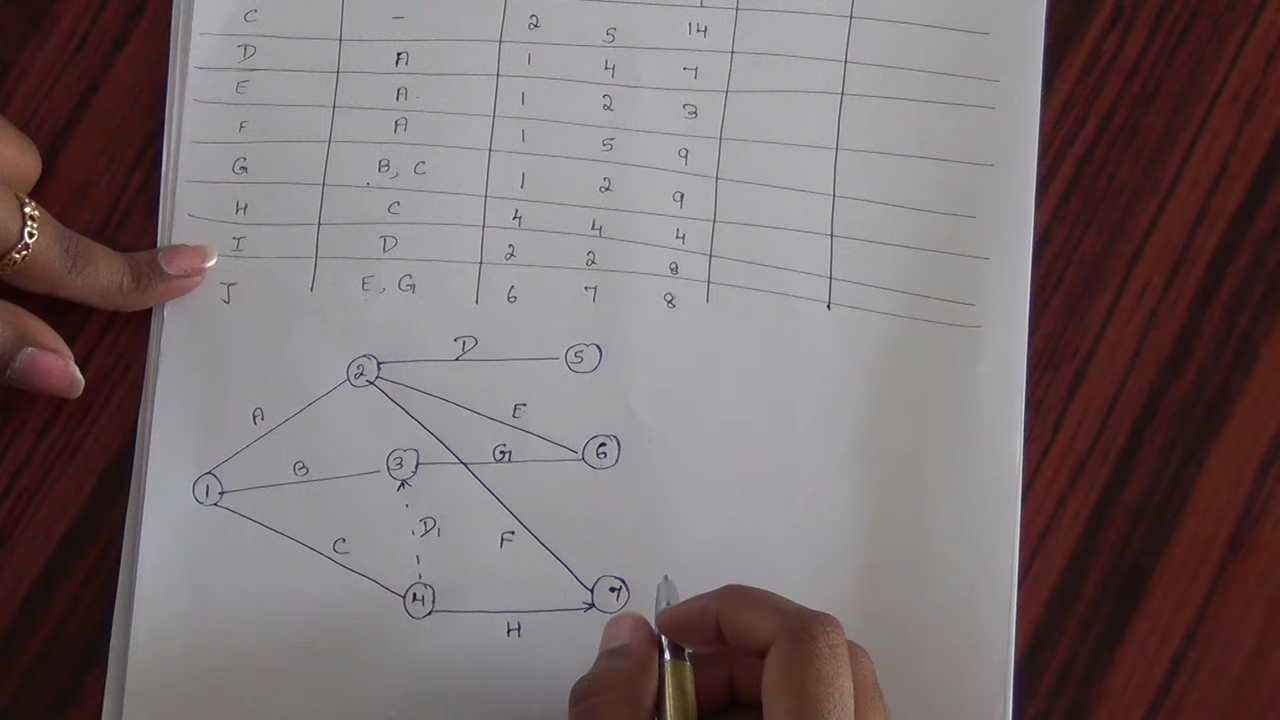 C - 2 5 14
D A 1 4 7
E A. 1 2 3
F A 1 5 9
G B, C 1 2 9
H C 4 4 4
I D 2 2 8
J E, G 6 7 8
D
2 5
A E
B 3 G 6
1
D1
C F
4 7
H